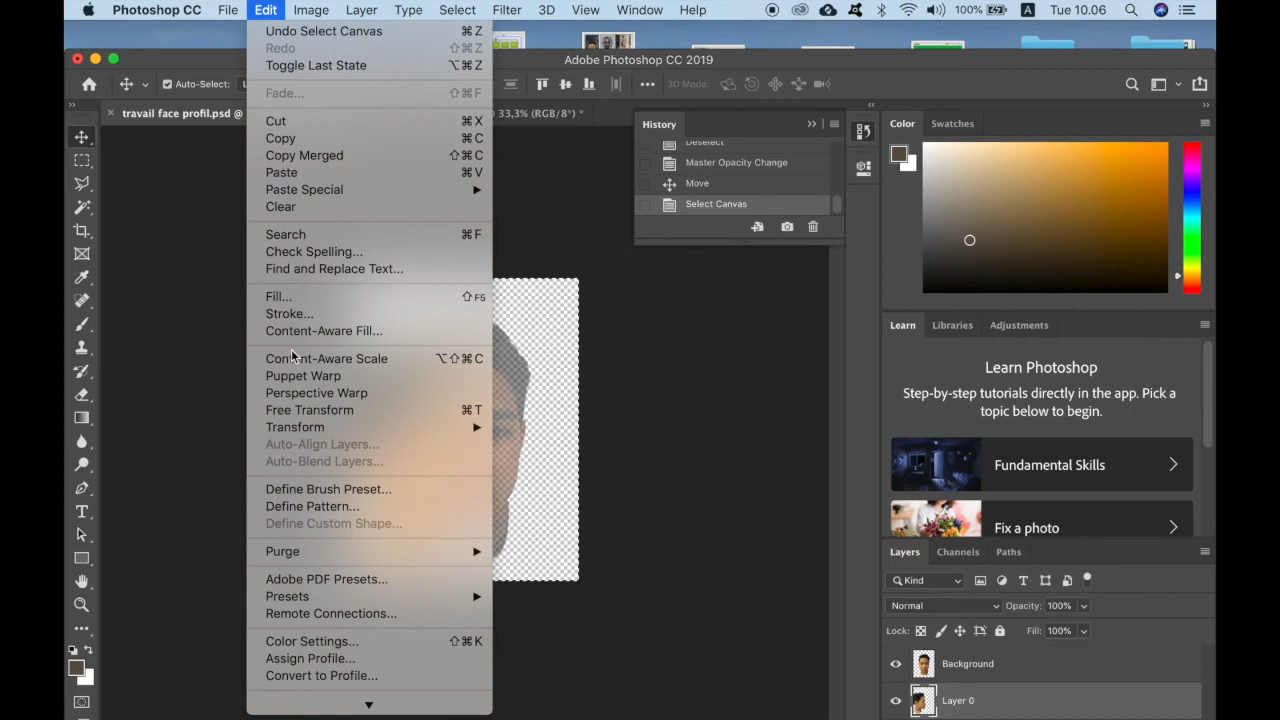 Photoshop CC File Edit Image Layer Type Select Filter 3D View Window Help 100% A Tue 10.06
Adobe Photoshop CC 2019
Auto-Select: 3D Mode:
travail face profil.psd @ 33,3% (RGB/8*) *
Undo Select Canvas ⌘Z
Redo ⇧⌘Z
Toggle Last State ⌥⌘Z
Fade... ⇧⌘F
Cut ⌘X
Copy ⌘C
Copy Merged ⇧⌘C
Paste ⌘V
Paste Special
Clear
Search ⌘F
Check Spelling...
Find and Replace Text...
Fill... ⇧F5
Stroke...
Content-Aware Fill...
Content-Aware Scale ⌥⇧⌘C
Puppet Warp
Perspective Warp
Free Transform ⌘T
Transform
Auto-Align Layers...
Auto-Blend Layers...
Define Brush Preset...
Define Pattern...
Define Custom Shape...
Purge
Adobe PDF Presets...
Presets
Remote Connections...
Color Settings... ⇧⌘K
Assign Profile...
Convert to Profile...
History
Deselect
Master Opacity Change
Move
Select Canvas
Color Swatches
Learn Libraries Adjustments
Learn Photoshop
Step-by-step tutorials directly in the app. Pick a
topic below to begin.
Fundamental Skills
Fix a photo
Layers Channels Paths
Kind
Normal Opacity: 100%
Lock: Fill: 100%
Background
Layer 0